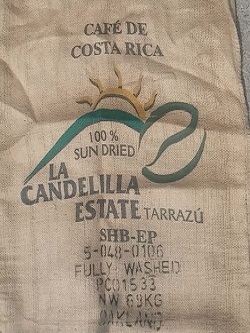 CAFÉ DE
COSTA RICA
100%
SUN DRIED
LA
CANDELILLA
ESTATE TARRAZÚ
SHB-EP
5-048-0106
FULLY WASHED
PC01533
NW 69KG
OAKLAND